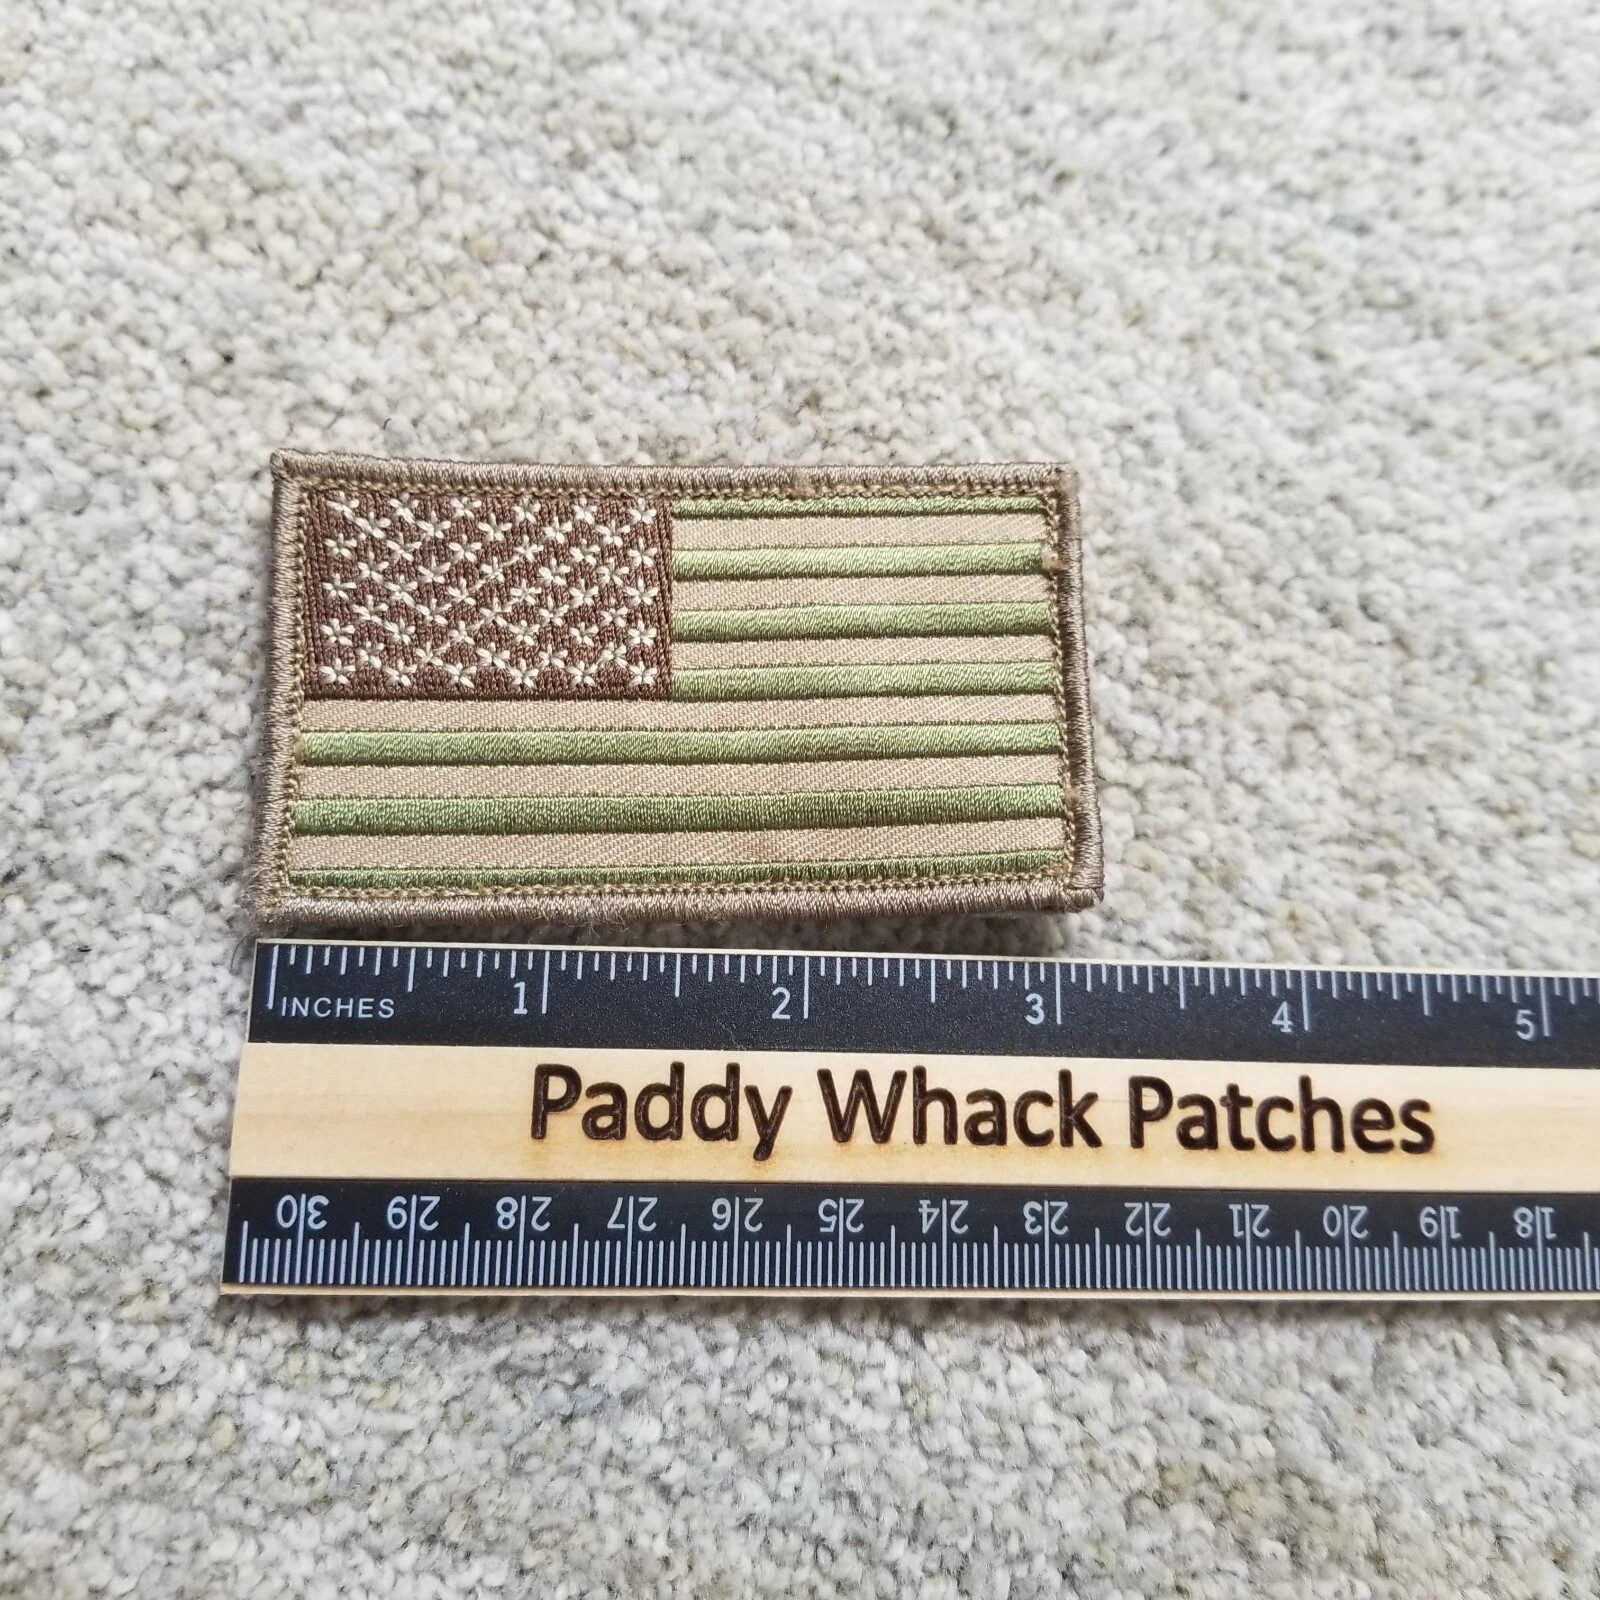 INCHES 1 2 3 4 5
Paddy Whack Patches
30 29 28 27 26 25 24 23 22 21 20 19 18